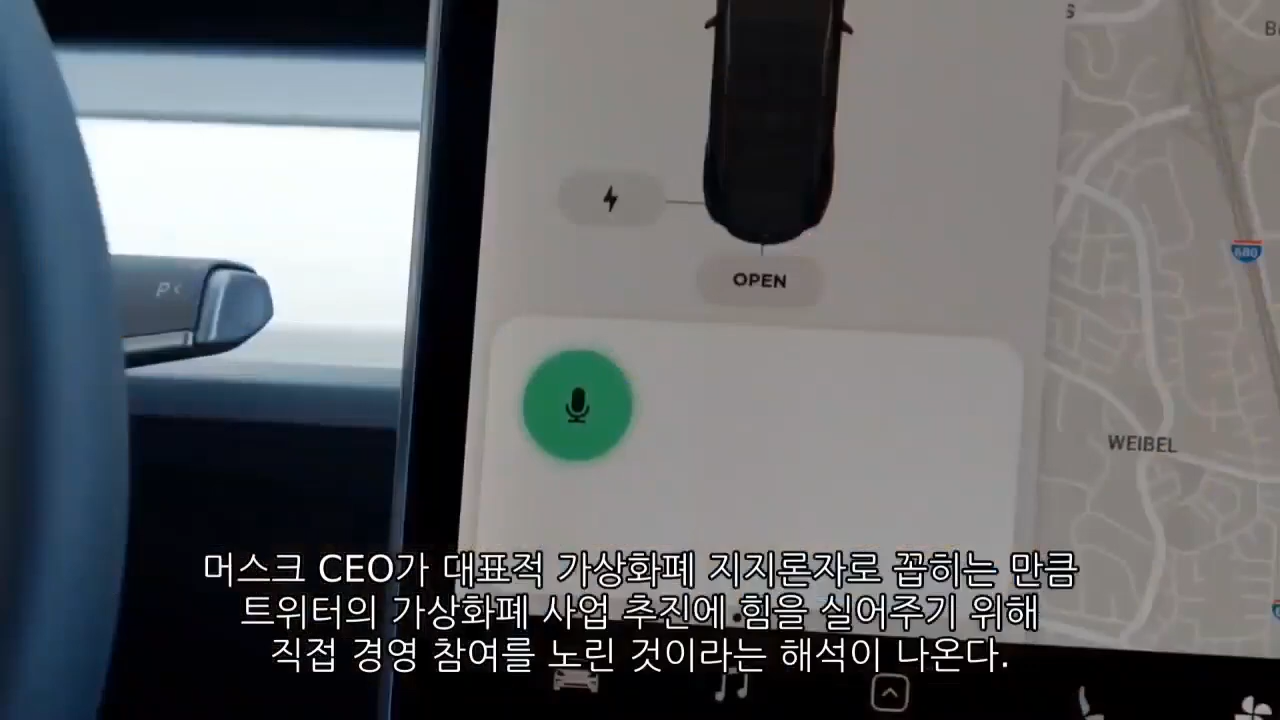 P<
OPEN
680
WEIBEL
머스크 CEO가 대표적 가상화폐 지지론자로 꼽히는 만큼
트위터의 가상화폐 사업 추진에 힘을 실어주기 위해
직접 경영 참여를 노린 것이라는 해석이 나온다.